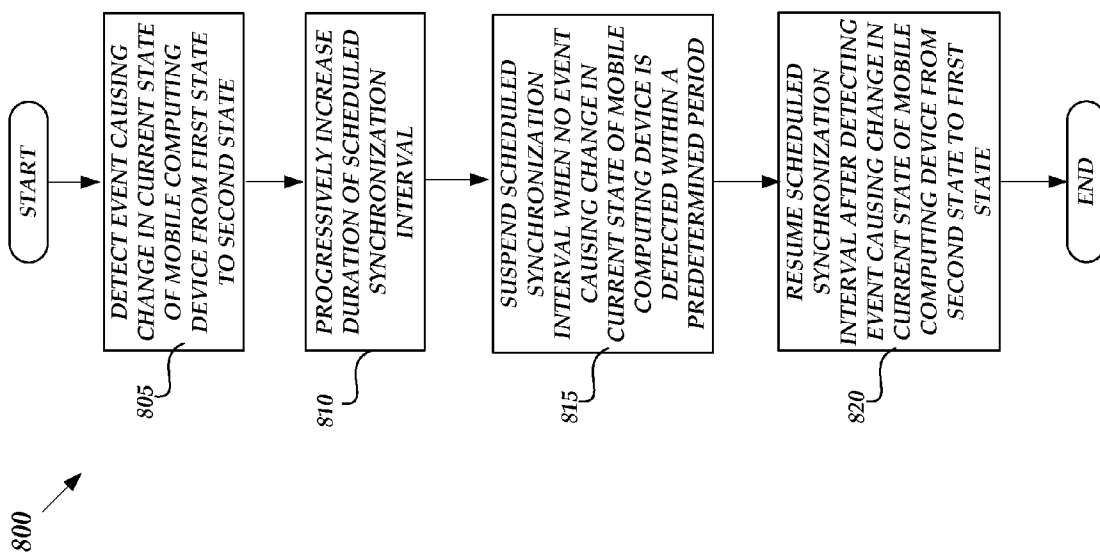 800
START
DETECT EVENT CAUSING
CHANGE IN CURRENT STATE
OF MOBILE COMPUTING
DEVICE FROM FIRST STATE
TO SECOND STATE
805
PROGRESSIVELY INCREASE
DURATION OF SCHEDULED
SYNCHRONIZATION
INTERVAL
810
SUSPEND SCHEDULED
SYNCHRONIZATION
INTERVAL WHEN NO EVENT
CAUSING CHANGE IN
CURRENT STATE OF MOBILE
COMPUTING DEVICE IS
DETECTED WITHIN A
PREDETERMINED PERIOD
815
RESUME SCHEDULED
SYNCHRONIZATION
INTERVAL AFTER DETECTING
EVENT CAUSING CHANGE IN
CURRENT STATE OF MOBILE
COMPUTING DEVICE FROM
SECOND STATE TO FIRST
STATE
820
END